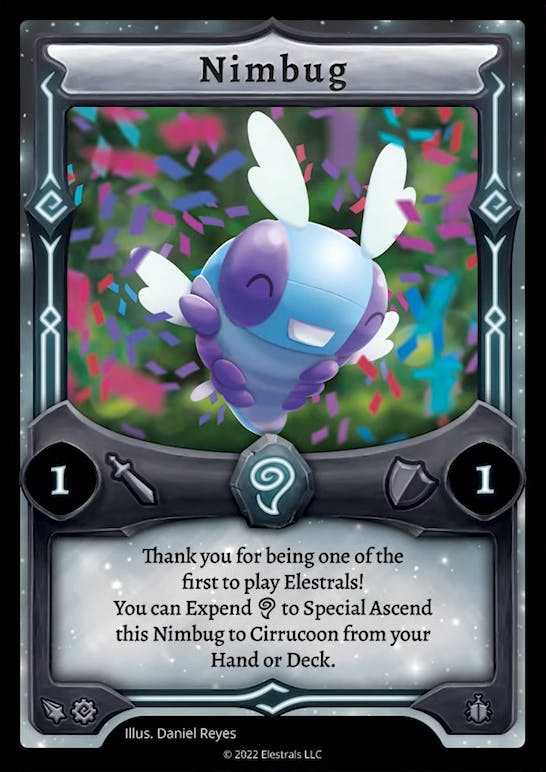 Nimbug
1
1
Thank you for being one of the
first to play Elestrals!
You can Expend to Special Ascend
this Nimbug to Cirrucoon from your
Hand or Deck.
Illus. Daniel Reyes
© 2022 Elestrals LLC